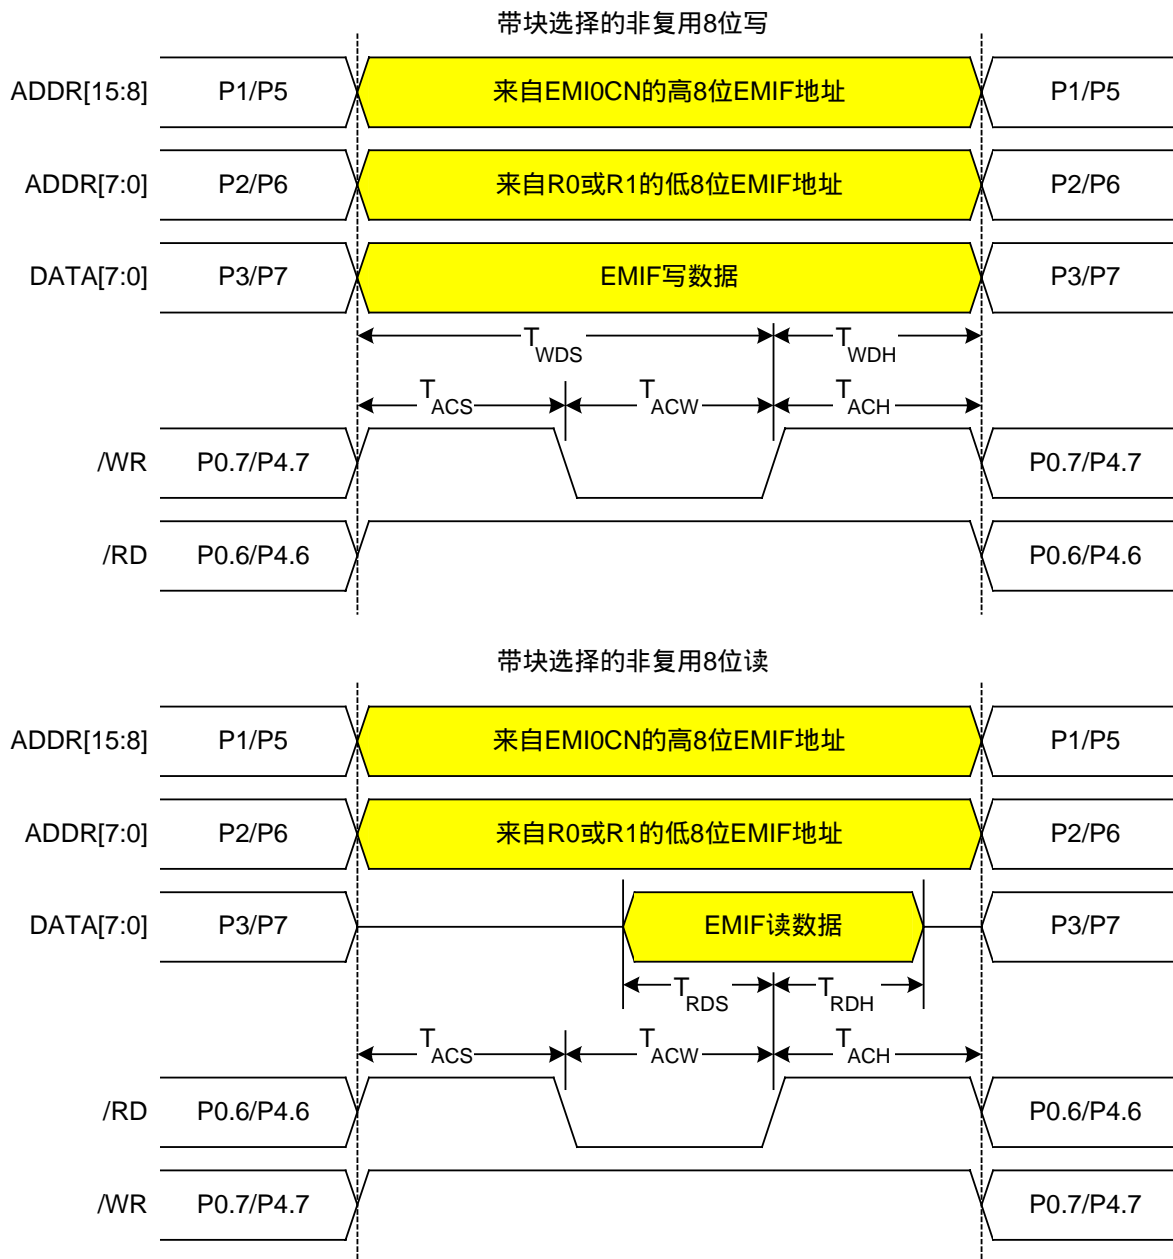 带块选择的非复用8位写
ADDR[15:8] P1/P5 来自EMI0CN的高8位EMIF地址 P1/P5
ADDR[7:0] P2/P6 来自R0或R1的低8位EMIF地址 P2/P6
DATA[7:0] P3/P7 EMIF写数据 P3/P7
TWDS TWDH
TACS TACW TACH
/WR P0.7/P4.7 P0.7/P4.7
/RD P0.6/P4.6 P0.6/P4.6
带块选择的非复用8位读
ADDR[15:8] P1/P5 来自EMI0CN的高8位EMIF地址 P1/P5
ADDR[7:0] P2/P6 来自R0或R1的低8位EMIF地址 P2/P6
DATA[7:0] P3/P7 EMIF读数据 P3/P7
TRDS TRDH
TACS TACW TACH
/RD P0.6/P4.6 P0.6/P4.6
/WR P0.7/P4.7 P0.7/P4.7